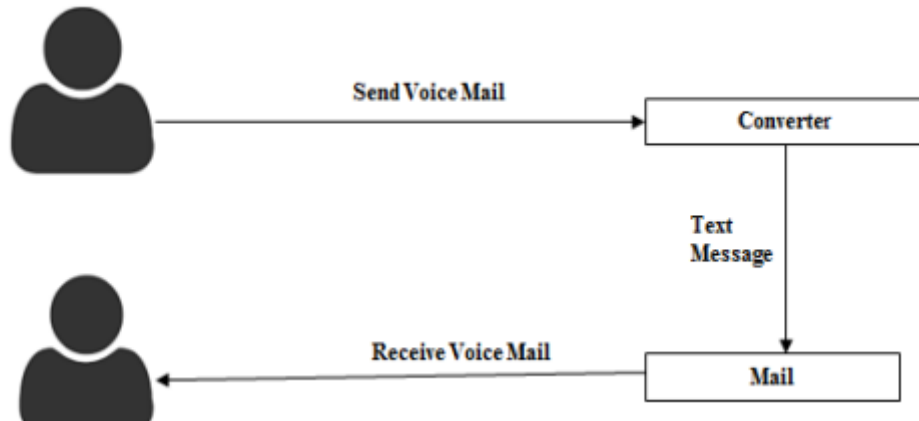 Send Voice Mail
Converter
Text
Message
Receive Voice Mail
Mail